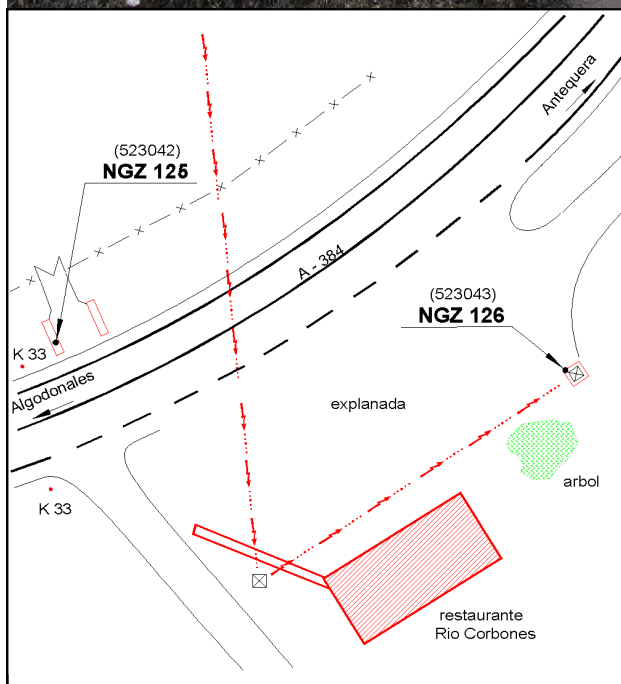 Antequera
(523042)
NGZ 125
A - 384
(523043)
NGZ 126
K 33
Algodonales
explanada
arbol
K 33
restaurante
Rio Corbones